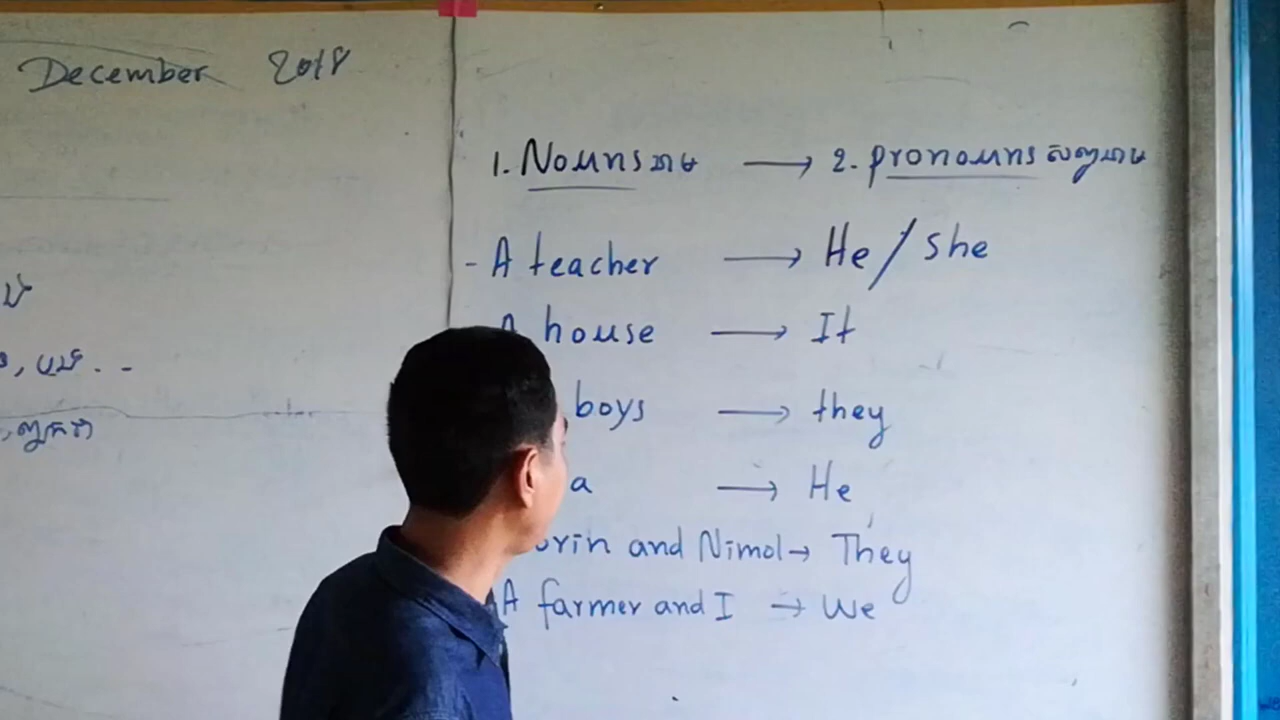 December 2018
1. Nouns នាម → 2. pronouns សព្វនាម
- A teacher → He / She
A house → It
boys → they
a → He
orin and Nimol → They
A farmer and I → We